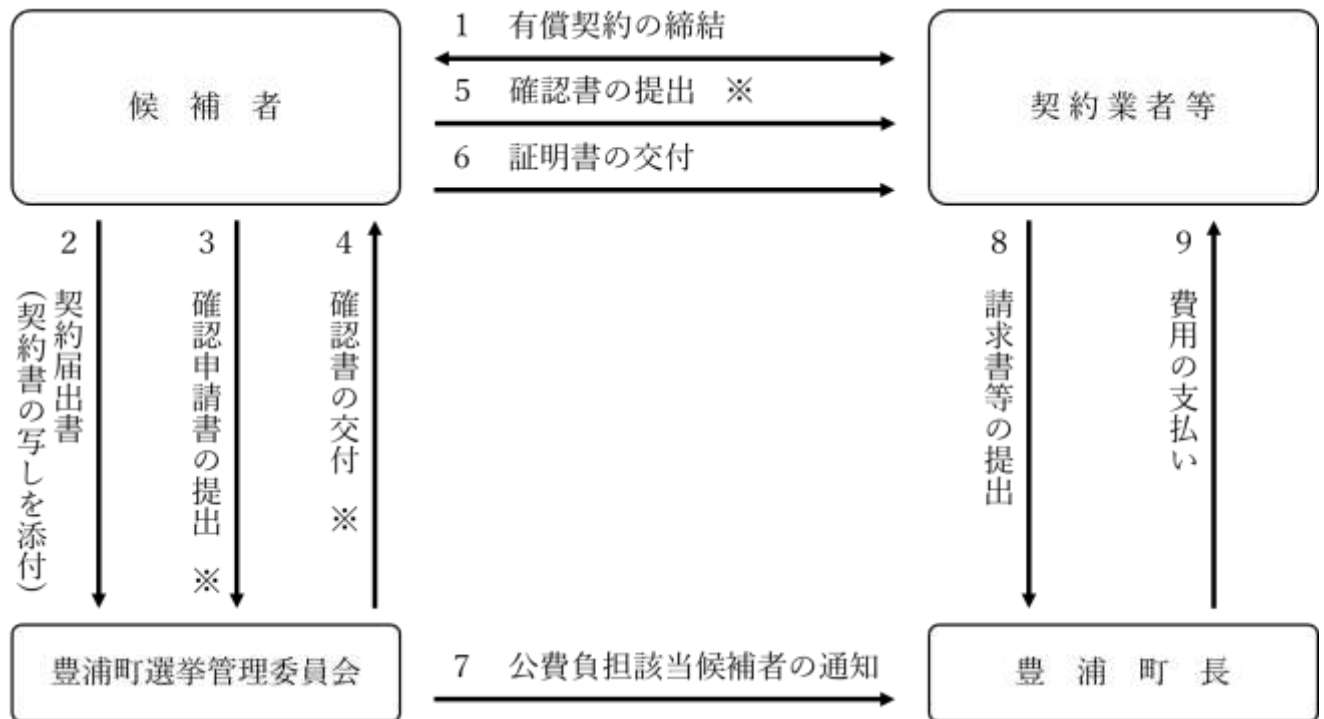 候 補 者
1 有償契約の締結
5 確認書の提出 ※
6 証明書の交付
契約業者等
2 契約届出書
(契約書の写しを添付)
3 確認申請書の提出 ※
4 確認書の交付 ※
8 請求書等の提出
9 費用の支払い
豊浦町選挙管理委員会
7 公費負担該当候補者の通知
豊 浦 町 長